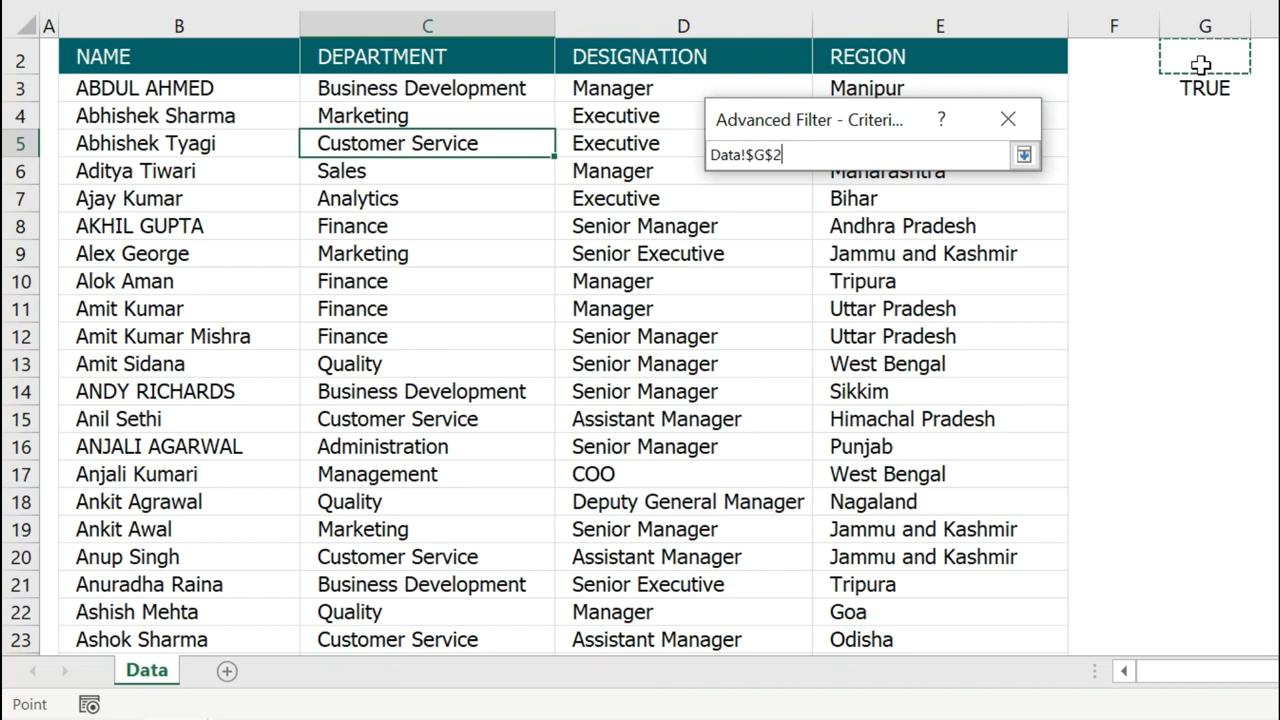 A B C D E F G
2 NAME DEPARTMENT DESIGNATION REGION
3 ABDUL AHMED Business Development Manager Manipur TRUE
4 Abhishek Sharma Marketing Executive
Advanced Filter - Criteri... ?
5 Abhishek Tyagi Customer Service Executive
Data!$G$2
6 Aditya Tiwari Sales Manager Maharashtra
7 Ajay Kumar Analytics Executive Bihar
8 AKHIL GUPTA Finance Senior Manager Andhra Pradesh
9 Alex George Marketing Senior Executive Jammu and Kashmir
10 Alok Aman Finance Manager Tripura
11 Amit Kumar Finance Manager Uttar Pradesh
12 Amit Kumar Mishra Finance Senior Manager Uttar Pradesh
13 Amit Sidana Quality Senior Manager West Bengal
14 ANDY RICHARDS Business Development Senior Manager Sikkim
15 Anil Sethi Customer Service Assistant Manager Himachal Pradesh
16 ANJALI AGARWAL Administration Senior Manager Punjab
17 Anjali Kumari Management COO West Bengal
18 Ankit Agrawal Quality Deputy General Manager Nagaland
19 Ankit Awal Marketing Senior Manager Jammu and Kashmir
20 Anup Singh Customer Service Assistant Manager Jammu and Kashmir
21 Anuradha Raina Business Development Senior Executive Tripura
22 Ashish Mehta Quality Manager Goa
23 Ashok Sharma Customer Service Assistant Manager Odisha
Data
Point